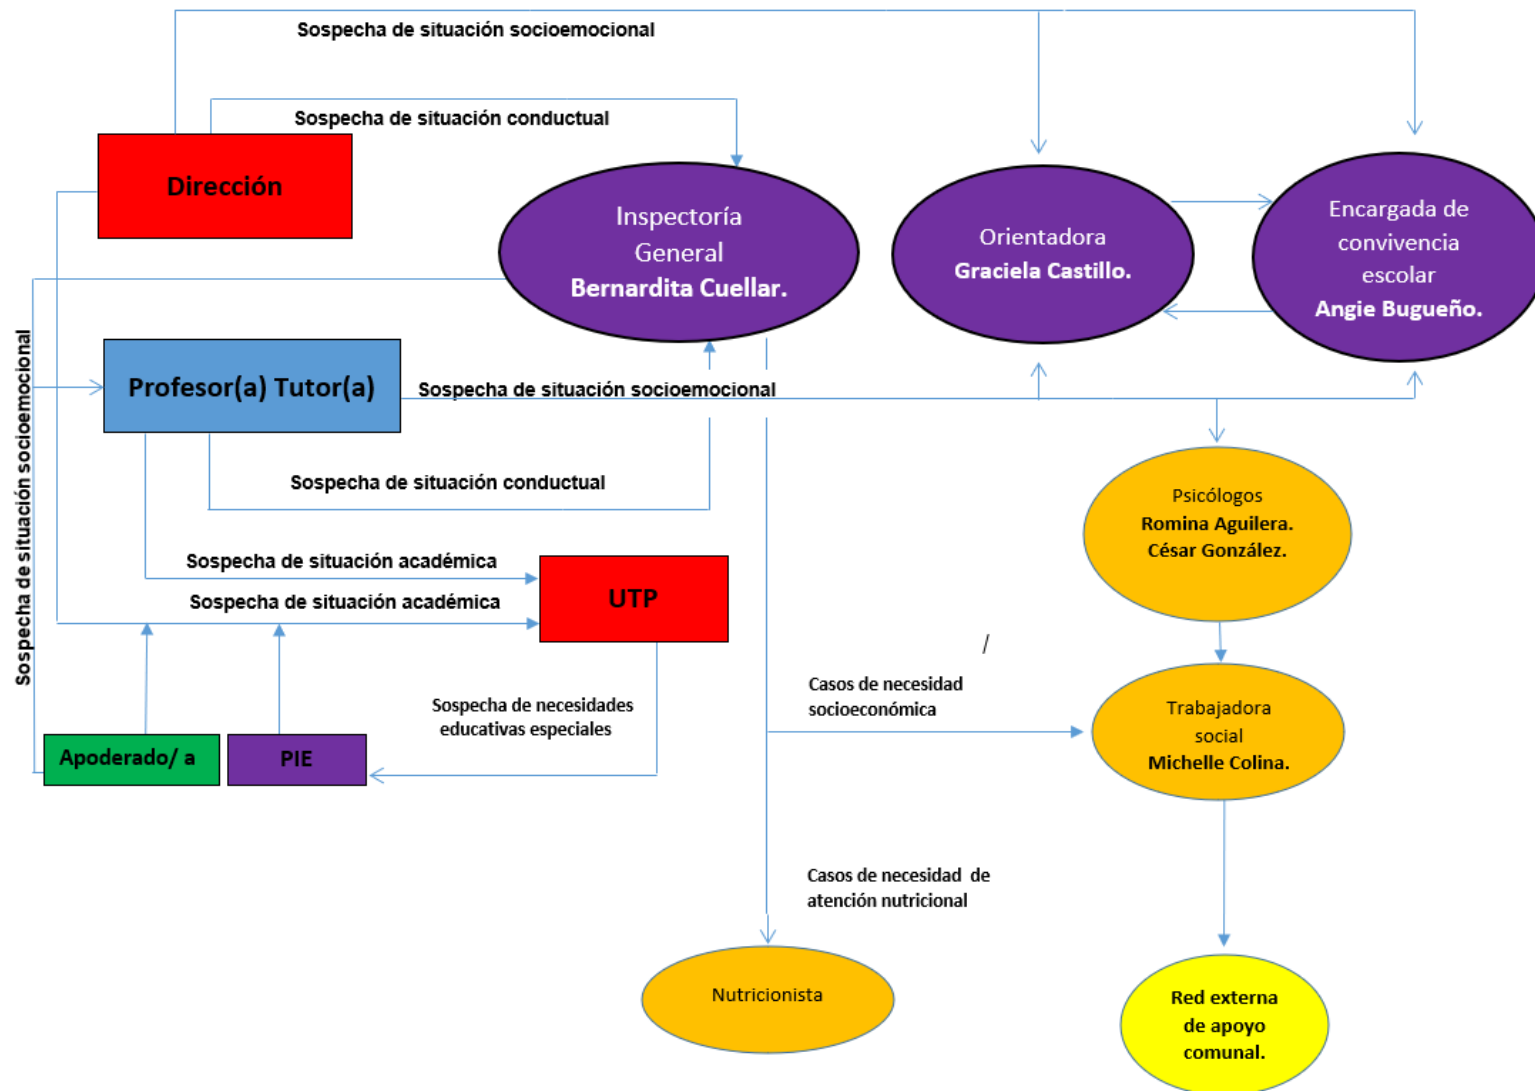 Sospecha de situación socioemocional
Sospecha de situación conductual
Dirección
Inspectoría
General
Bernardita Cuellar.
Orientadora
Graciela Castillo.
Encargada de
convivencia
escolar
Angie Bugueño.
Sospecha de situación socioemocional
Profesor(a) Tutor(a)
Sospecha de situación socioemocional
Sospecha de situación conductual
Psicólogos
Romina Aguilera.
César González.
Sospecha de situación académica
Sospecha de situación académica
UTP
/
Casos de necesidad
socioeconómica
Sospecha de necesidades
educativas especiales
Trabajadora
social
Michelle Colina.
Apoderado/ a
PIE
Casos de necesidad  de
atención nutricional
Nutricionista
Red externa
de apoyo
comunal.